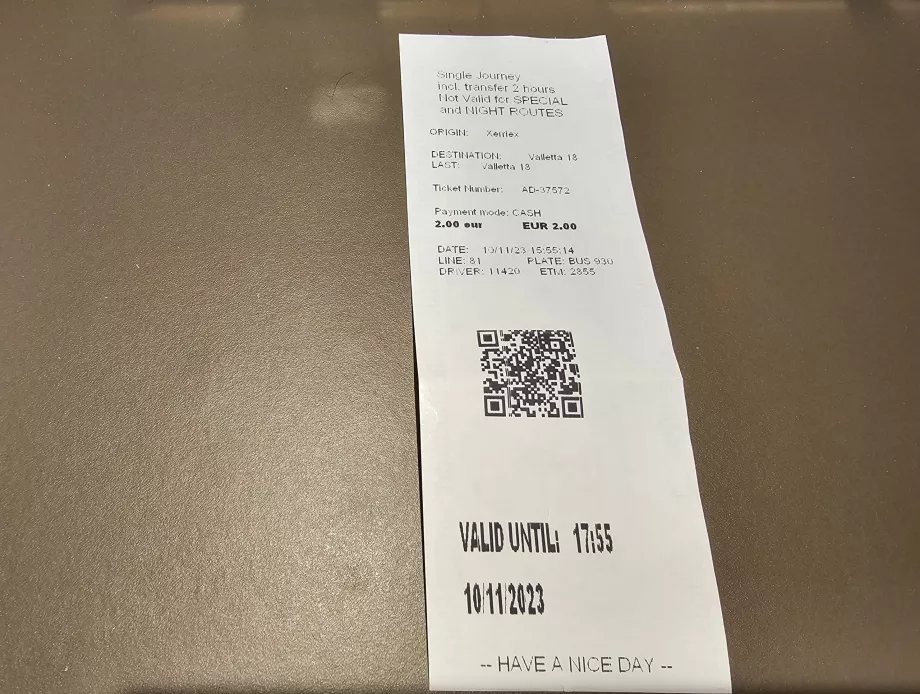 Single Journey
incl. transfer 2 hours
Not Valid for SPECIAL
and NIGHT ROUTES
ORIGIN: Xemxex
DESTINATION: Valletta 18
LAST: Valletta 18
Ticket Number: AD-37572
Payment mode: CASH
2.00 eur EUR 2.00
DATE: 10/11/23 15:55:14
LINE: 81 PLATE: BUS 930
DRIVER: 11420 ETM: 2855
VALID UNTIL: 17:55
10/11/2023
-- HAVE A NICE DAY --